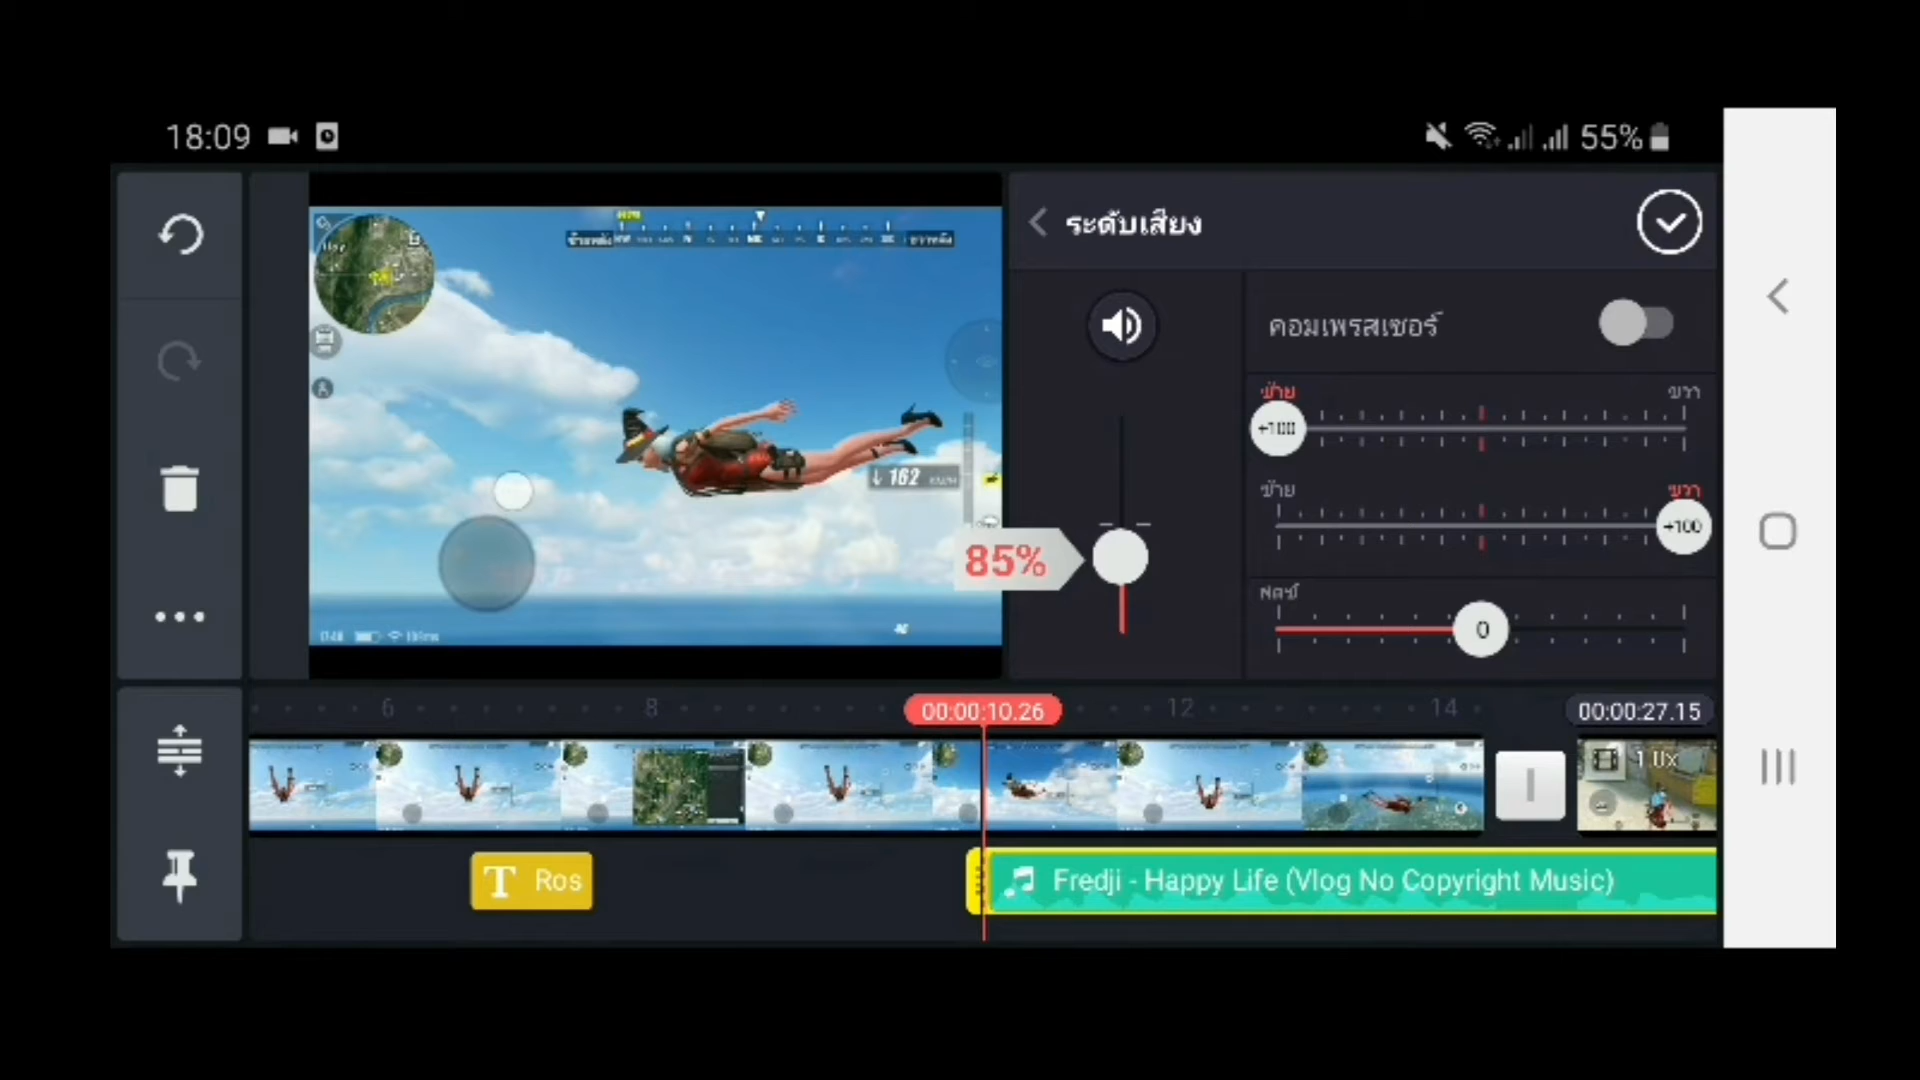 18:09
55%
ระดับเสียง
คอมเพรสเซอร์
ซ้าย ขวา
+100
ซ้าย ขวา
+100
พิตช์
0
85%
162
6 8 00:00:10.26 12 14 00:00:27.15
1.0x
T Ros
Fredji - Happy Life (Vlog No Copyright Music)